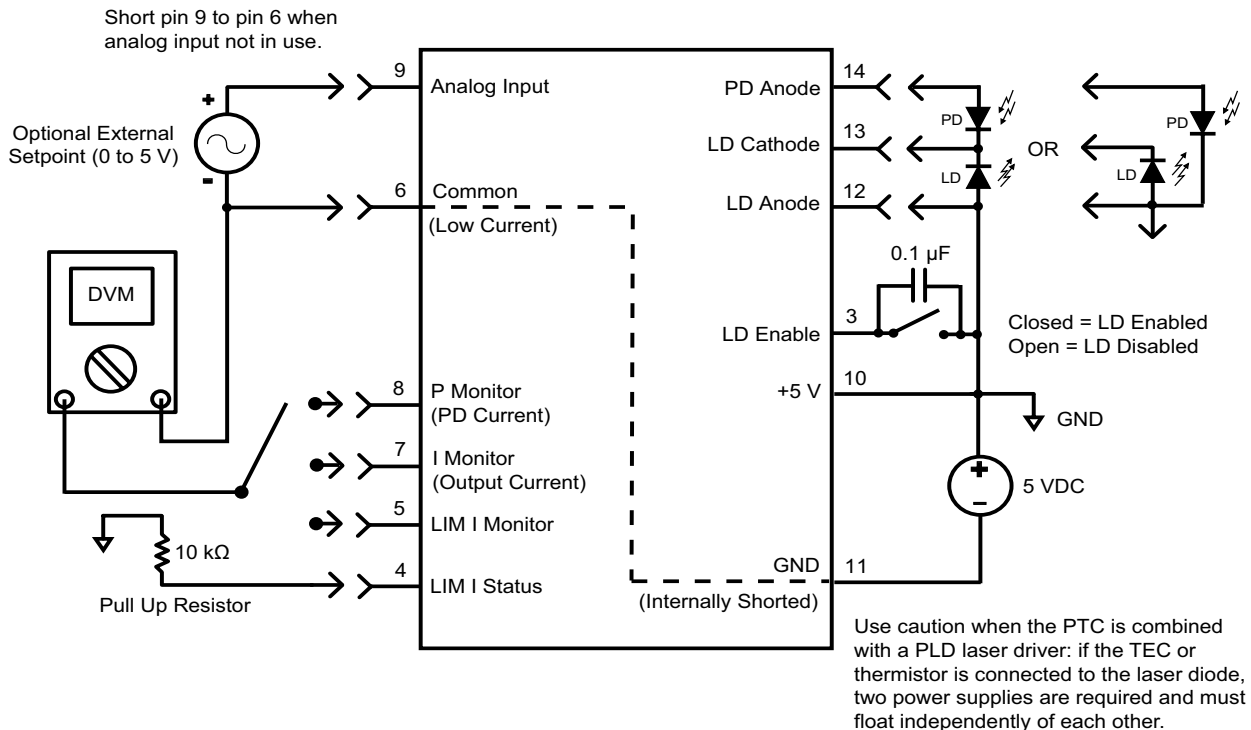 Short pin 9 to pin 6 when
analog input not in use.
9
Analog Input
+
Optional External
Setpoint (0 to 5 V)
-
6
Common
(Low Current)
DVM
8
P Monitor
(PD Current)
7
I Monitor
(Output Current)
5
LIM I Monitor
10 kΩ
4
LIM I Status
Pull Up Resistor
PD Anode
14
PD
LD Cathode
13
LD
LD Anode
12
OR
PD
LD
0.1 µF
LD Enable
3
Closed = LD Enabled
Open = LD Disabled
+5 V
10
GND
+
5 VDC
–
GND
11
(Internally Shorted)
Use caution when the PTC is combined
with a PLD laser driver: if the TEC or
thermistor is connected to the laser diode,
two power supplies are required and must
float independently of each other.